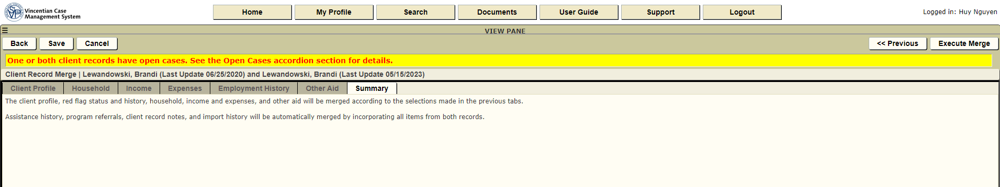 SVP
Vincentian Case
Management System
Home
My Profile
Search
Documents
User Guide
Support
Logout
Logged in: Huy Nguyen
☰
VIEW PANE
Back
Save
Cancel
<< Previous
Execute Merge
One or both client records have open cases. See the Open Cases accordion section for details.
Client Record Merge | Lewandowski, Brandi (Last Update 06/25/2020) and Lewandowski, Brandi (Last Update 05/15/2023)
Client Profile
Household
Income
Expenses
Employment History
Other Aid
Summary
The client profile, red flag status and history, household, income and expenses, and other aid will be merged according to the selections made in the previous tabs.
Assistance history, program referrals, client record notes, and import history will be automatically merged by incorporating all items from both records.